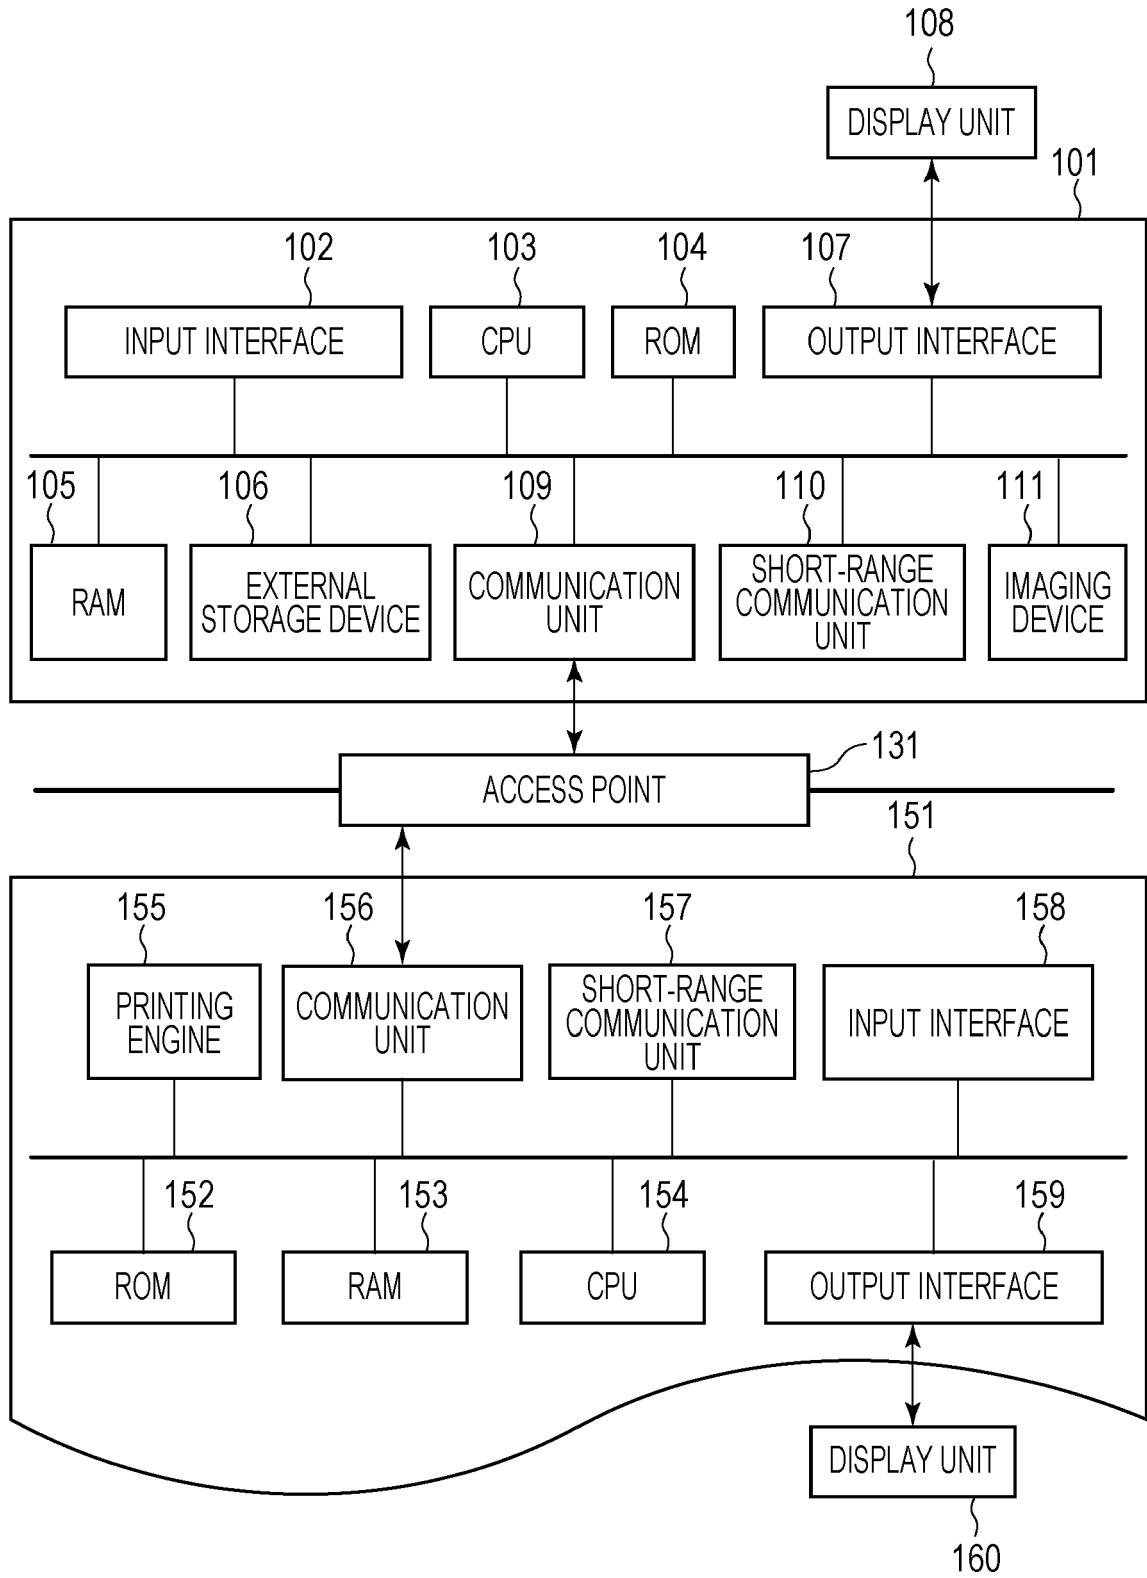 108
DISPLAY UNIT
101
102
103
104
107
INPUT INTERFACE
CPU
ROM
OUTPUT INTERFACE
105
106
109
110
111
RAM
EXTERNAL
STORAGE DEVICE
COMMUNICATION
UNIT
SHORT-RANGE
COMMUNICATION
UNIT
IMAGING
DEVICE
131
ACCESS POINT
151
155
156
157
158
PRINTING
ENGINE
COMMUNICATION
UNIT
SHORT-RANGE
COMMUNICATION
UNIT
INPUT INTERFACE
152
153
154
159
ROM
RAM
CPU
OUTPUT INTERFACE
DISPLAY UNIT
160